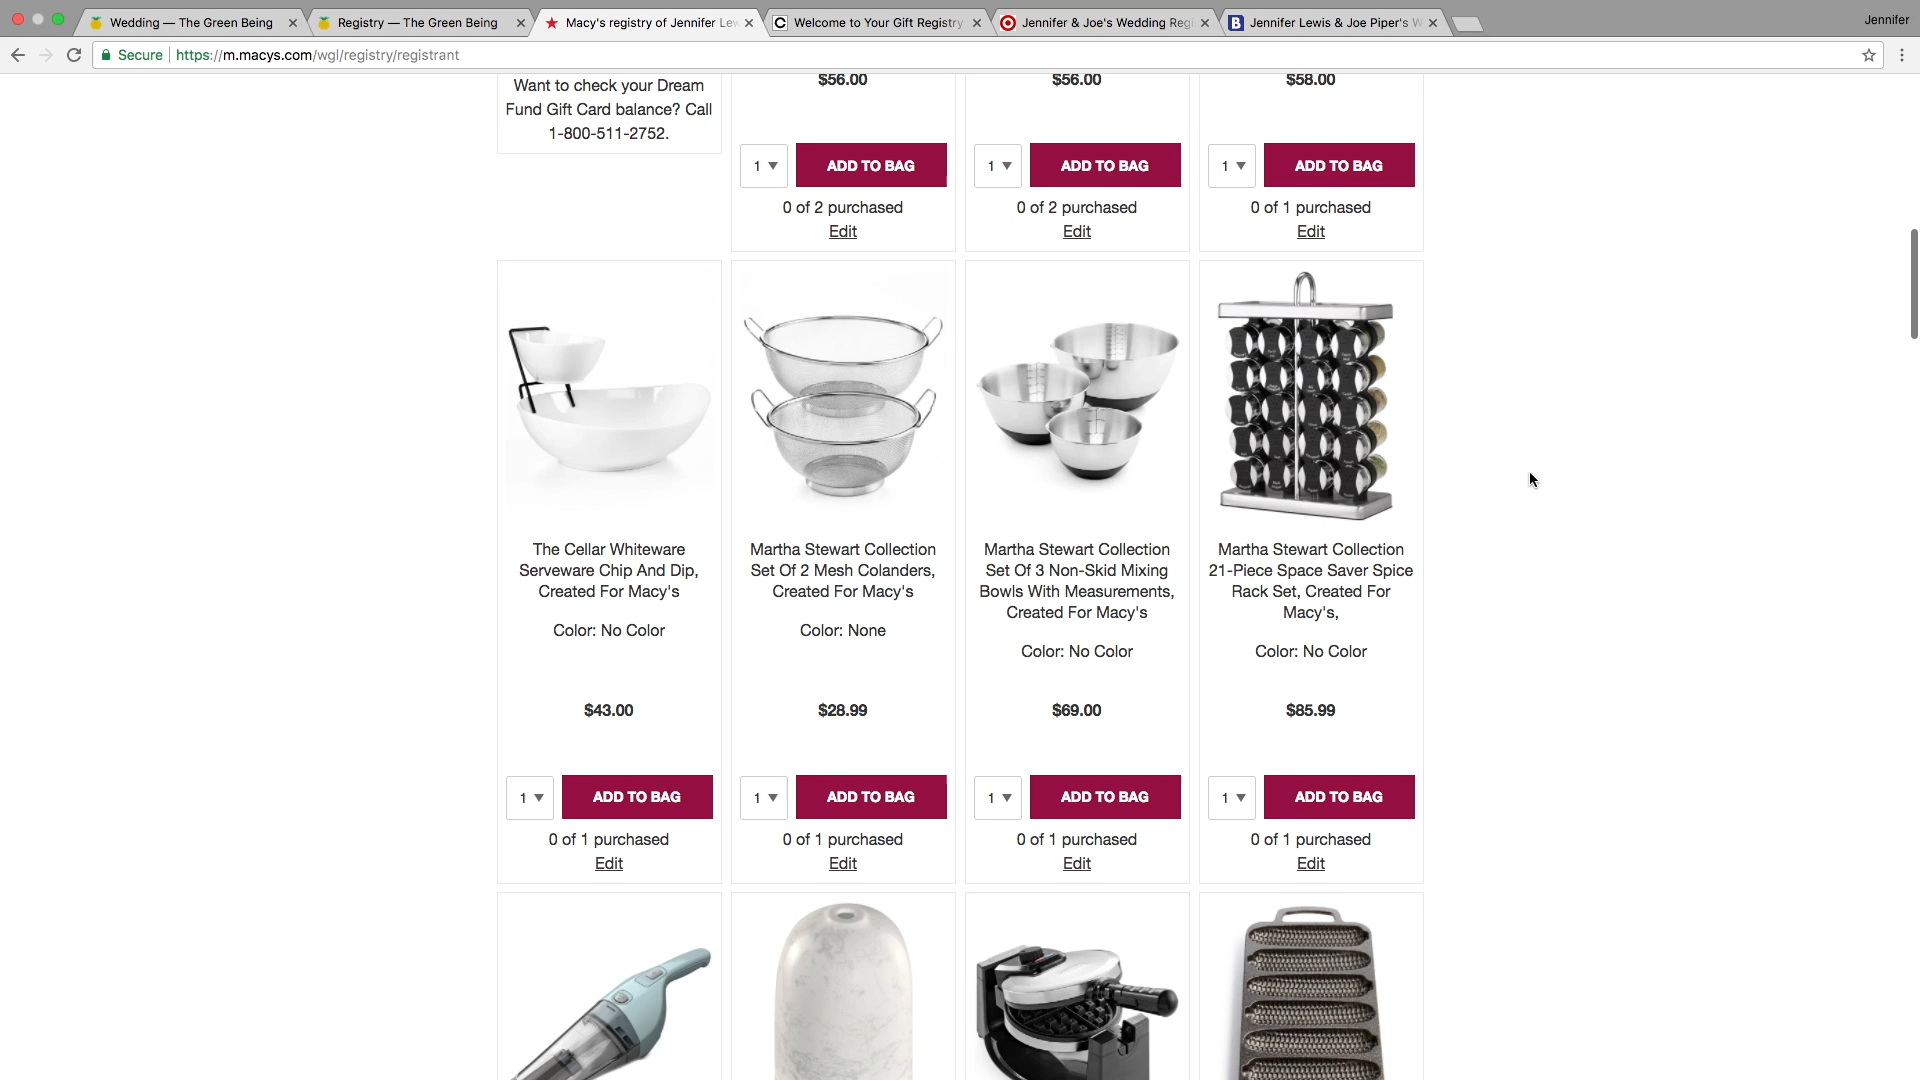 Wedding — The Green Being
Registry — The Green Being
Macy's registry of Jennifer Lew
Welcome to Your Gift Registry
Jennifer & Joe's Wedding Regi
Jennifer Lewis & Joe Piper's W
Jennifer
Secure https://m.macys.com/wgl/registry/registrant
Want to check your Dream
Fund Gift Card balance? Call
1-800-511-2752.
$56.00
1 ADD TO BAG
0 of 2 purchased
Edit
$56.00
1 ADD TO BAG
0 of 2 purchased
Edit
$58.00
1 ADD TO BAG
0 of 1 purchased
Edit
The Cellar Whiteware
Serveware Chip And Dip,
Created For Macy's
Color: No Color
$43.00
1 ADD TO BAG
0 of 1 purchased
Edit
Martha Stewart Collection
Set Of 2 Mesh Colanders,
Created For Macy's
Color: None
$28.99
1 ADD TO BAG
0 of 1 purchased
Edit
Martha Stewart Collection
Set Of 3 Non-Skid Mixing
Bowls With Measurements,
Created For Macy's
Color: No Color
$69.00
1 ADD TO BAG
0 of 1 purchased
Edit
Martha Stewart Collection
21-Piece Space Saver Spice
Rack Set, Created For
Macy's,
Color: No Color
$85.99
1 ADD TO BAG
0 of 1 purchased
Edit